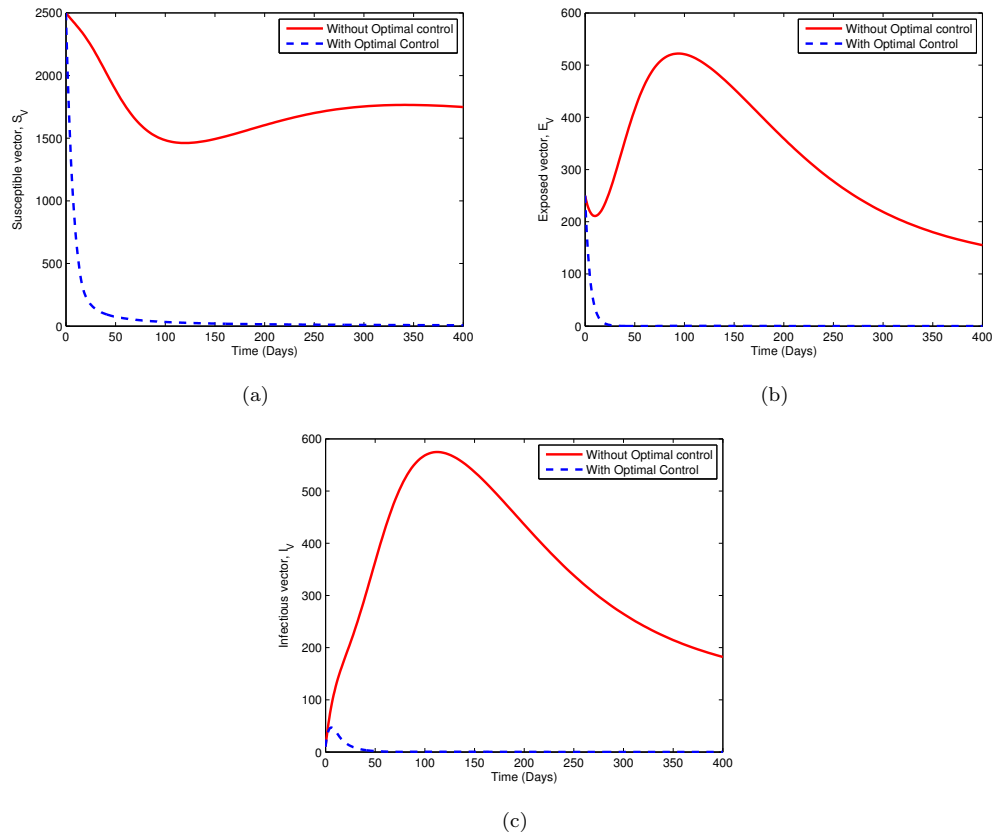 2500
2000
1500
1000
500
0
Susceptible vector, S_V
Without Optimal control
With Optimal Control
0 50 100 150 200 250 300 350 400
Time (Days)
(a)
600
500
400
300
200
100
0
Exposed vector, E_V
Without Optimal control
With Optimal Control
0 50 100 150 200 250 300 350 400
Time (Days)
(b)
600
500
400
300
200
100
0
Infectious vector, I_V
Without Optimal control
With Optimal Control
0 50 100 150 200 250 300 350 400
Time (Days)
(c)